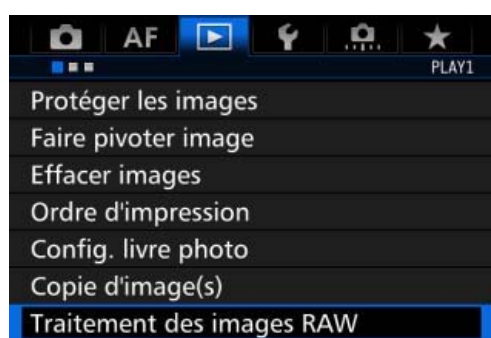 AF
PLAY1
Protéger les images
Faire pivoter image
Effacer images
Ordre d'impression
Config. livre photo
Copie d'image(s)
Traitement des images RAW